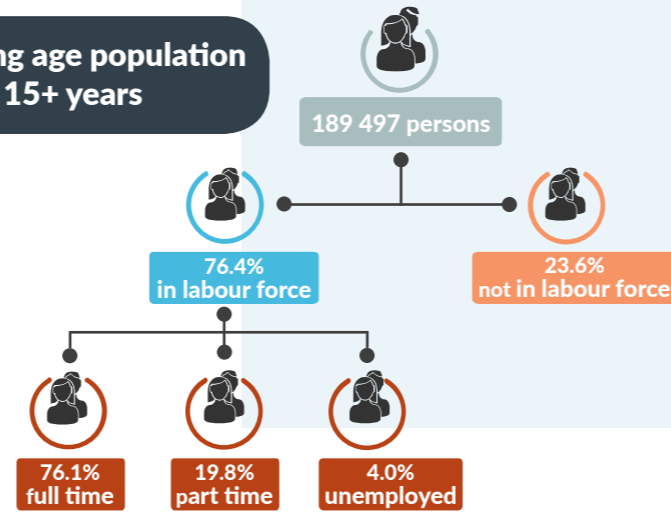 age population
15+ years
189 497 persons
76.4%
in labour force
23.6%
not in labour force
76.1%
full time
19.8%
part time
4.0%
unemployed